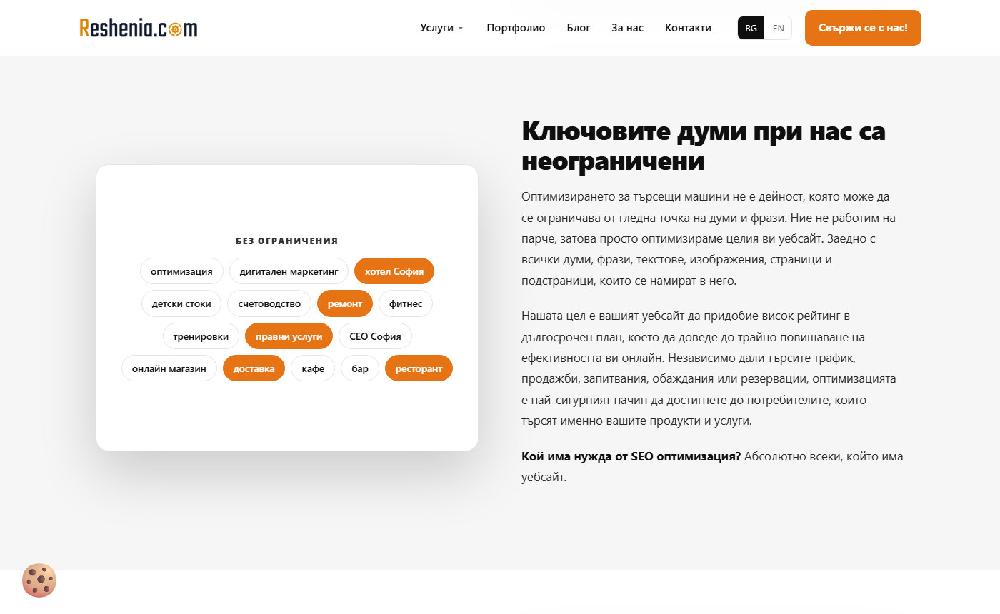 Reshenia.com
Услуги
Портфолио
Блог
За нас
Контакти
BG
EN
Свържи се с нас!
БЕЗ ОГРАНИЧЕНИЯ
оптимизация
дигитален маркетинг
хотел София
детски стоки
счетоводство
ремонт
фитнес
тренировки
правни услуги
СЕО София
онлайн магазин
доставка
кафе
бар
ресторант
Ключовите думи при нас са
неограничени
Оптимизирането за търсещи машини не е дейност, която може да
се ограничава от гледна точка на думи и фрази. Ние не работим на
парче, затова просто оптимизираме целия ви уебсайт. Заедно с
всички думи, фрази, текстове, изображения, страници и
подстраници, които се намират в него.
Нашата цел е вашият уебсайт да придобие висок рейтинг в
дългосрочен план, което да доведе до трайно повишаване на
ефективността ви онлайн. Независимо дали търсите трафик,
продажби, запитвания, обаждания или резервации, оптимизацията
е най-сигурният начин да достигнете до потребителите, които
търсят именно вашите продукти и услуги.
Кой има нужда от SEO оптимизация? Абсолютно всеки, който има
уебсайт.